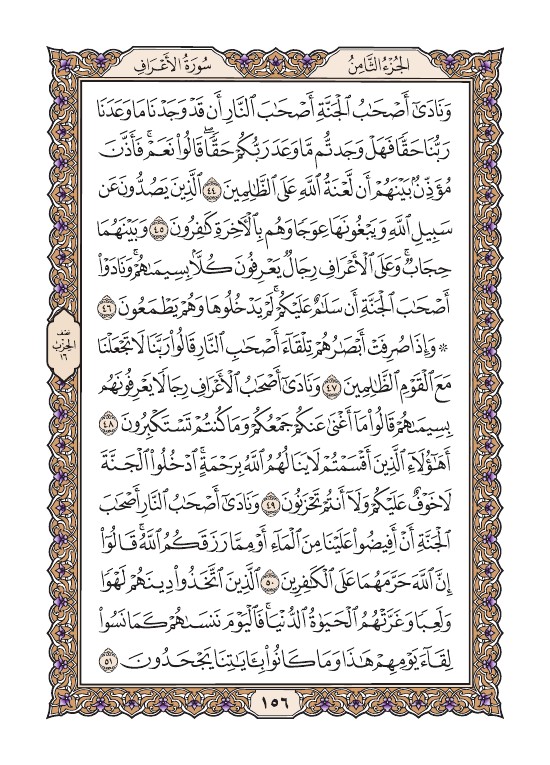 الجُزْءُ الثَّامِنُ
سُورَةُ الأَعْرَافِ
وَنَادَىٰٓ أَصْحَٰبُ ٱلْجَنَّةِ أَصْحَٰبَ ٱلنَّارِ أَن قَدْ وَجَدْنَا مَا وَعَدَنَا
رَبُّنَا حَقًّا فَهَلْ وَجَدتُّم مَّا وَعَدَ رَبُّكُمْ حَقًّا ۖ قَالُوا۟ نَعَمْ ۚ فَأَذَّنَ
مُؤَذِّنٌۢ بَيْنَهُمْ أَن لَّعْنَةُ ٱللَّهِ عَلَى ٱلظَّٰلِمِينَ ٤٤ ٱلَّذِينَ يَصُدُّونَ عَن
سَبِيلِ ٱللَّهِ وَيَبْغُونَهَا عِوَجًا وَهُم بِٱلْءَاخِرَةِ كَٰفِرُونَ ٤٥ وَبَيْنَهُمَا
حِجَابٌ ۚ وَعَلَى ٱلْأَعْرَافِ رِجَالٌ يَعْرِفُونَ كُلًّۢا بِسِيمَىٰهُمْ ۚ وَنَادَوْا۟
أَصْحَٰبَ ٱلْجَنَّةِ أَن سَلَٰمٌ عَلَيْكُمْ ۚ لَمْ يَدْخُلُوهَا وَهُمْ يَطْمَعُونَ ٤٦
۞ وَإِذَا صُرِفَتْ أَبْصَٰرُهُمْ تِلْقَآءَ أَصْحَٰبِ ٱلنَّارِ قَالُوا۟ رَبَّنَا لَا تَجْعَلْنَا
مَعَ ٱلْقَوْمِ ٱلظَّٰلِمِينَ ٤٧ وَنَادَىٰٓ أَصْحَٰبُ ٱلْأَعْرَافِ رِجَالًا يَعْرِفُونَهُم
بِسِيمَىٰهُمْ قَالُوا۟ مَآ أَغْنَىٰ عَنكُمْ جَمْعُكُمْ وَمَا كُنتُمْ تَسْتَكْبِرُونَ ٤٨
أَهَٰٓؤُلَآءِ ٱلَّذِينَ أَقْسَمْتُمْ لَا يَنَالُهُمُ ٱللَّهُ بِرَحْمَةٍ ۚ ٱدْخُلُوا۟ ٱلْجَنَّةَ
لَا خَوْفٌ عَلَيْكُمْ وَلَآ أَنتُمْ تَحْزَنُونَ ٤٩ وَنَادَىٰٓ أَصْحَٰبُ ٱلنَّارِ أَصْحَٰبَ
ٱلْجَنَّةِ أَنْ أَفِيضُوا۟ عَلَيْنَا مِنَ ٱلْمَآءِ أَوْ مِمَّا رَزَقَكُمُ ٱللَّهُ ۚ قَالُوٓا۟
إِنَّ ٱللَّهَ حَرَّمَهُمَا عَلَى ٱلْكَٰفِرِينَ ٥٠ ٱلَّذِينَ ٱتَّخَذُوا۟ دِينَهُمْ لَهْوًا
وَلَعِبًا وَغَرَّتْهُمُ ٱلْحَيَوٰةُ ٱلدُّنْيَا ۚ فَٱلْيَوْمَ نَنسَىٰهُمْ كَمَا نَسُوا۟
لِقَآءَ يَوْمِهِمْ هَٰذَا وَمَا كَانُوا۟ بِـَٔايَٰتِنَا يَجْحَدُونَ ٥١
نصف
الحزب
١٦
١٥٦